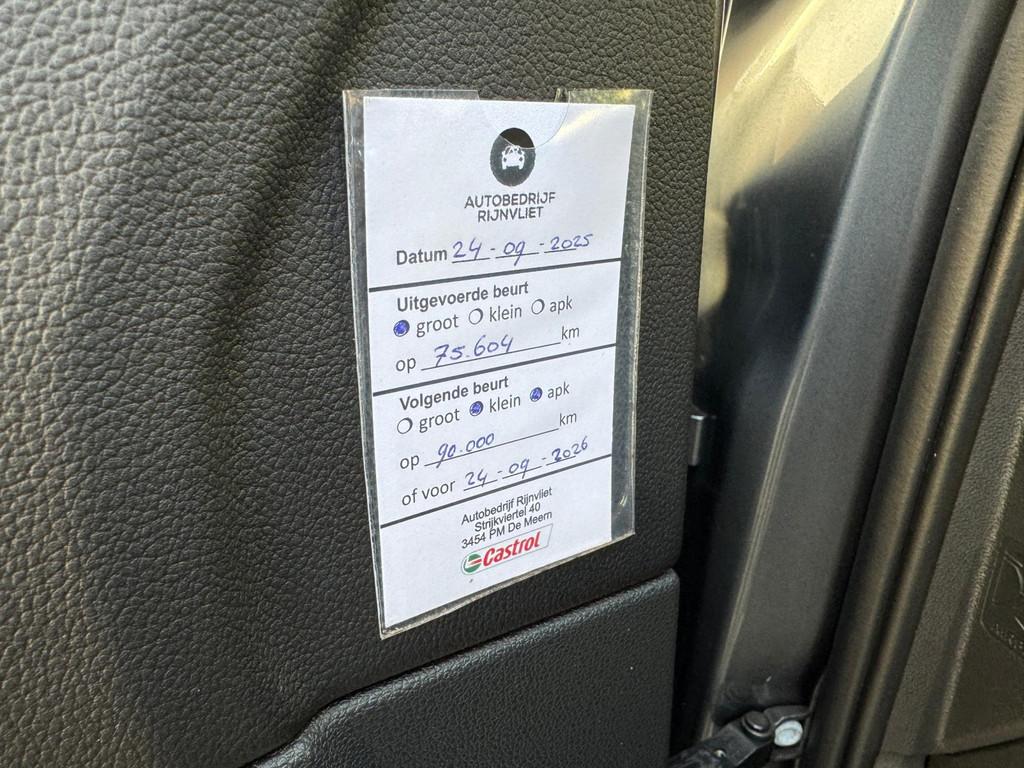 AUTOBEDRIJF
RIJNVLIET
Datum 24-09-2025
Uitgevoerde beurt
groot klein apk
op 75.604 km
Volgende beurt
groot klein apk
op 90.000 km
of voor 24-09-2026
Autobedrijf Rijnvliet
Strijkviertel 40
3454 PM De Meern
Castrol